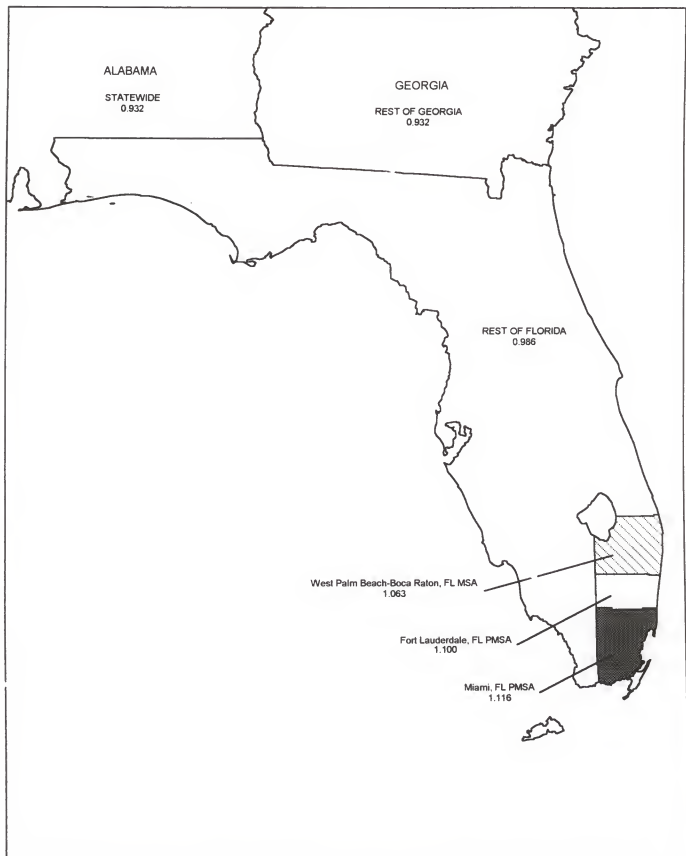 ALABAMA
STATEWIDE
0.932
GEORGIA
REST OF GEORGIA
0.932
REST OF FLORIDA
0.986
West Palm Beach-Boca Raton, FL MSA
1.063
Fort Lauderdale, FL PMSA
1.100
Miami, FL PMSA
1.116